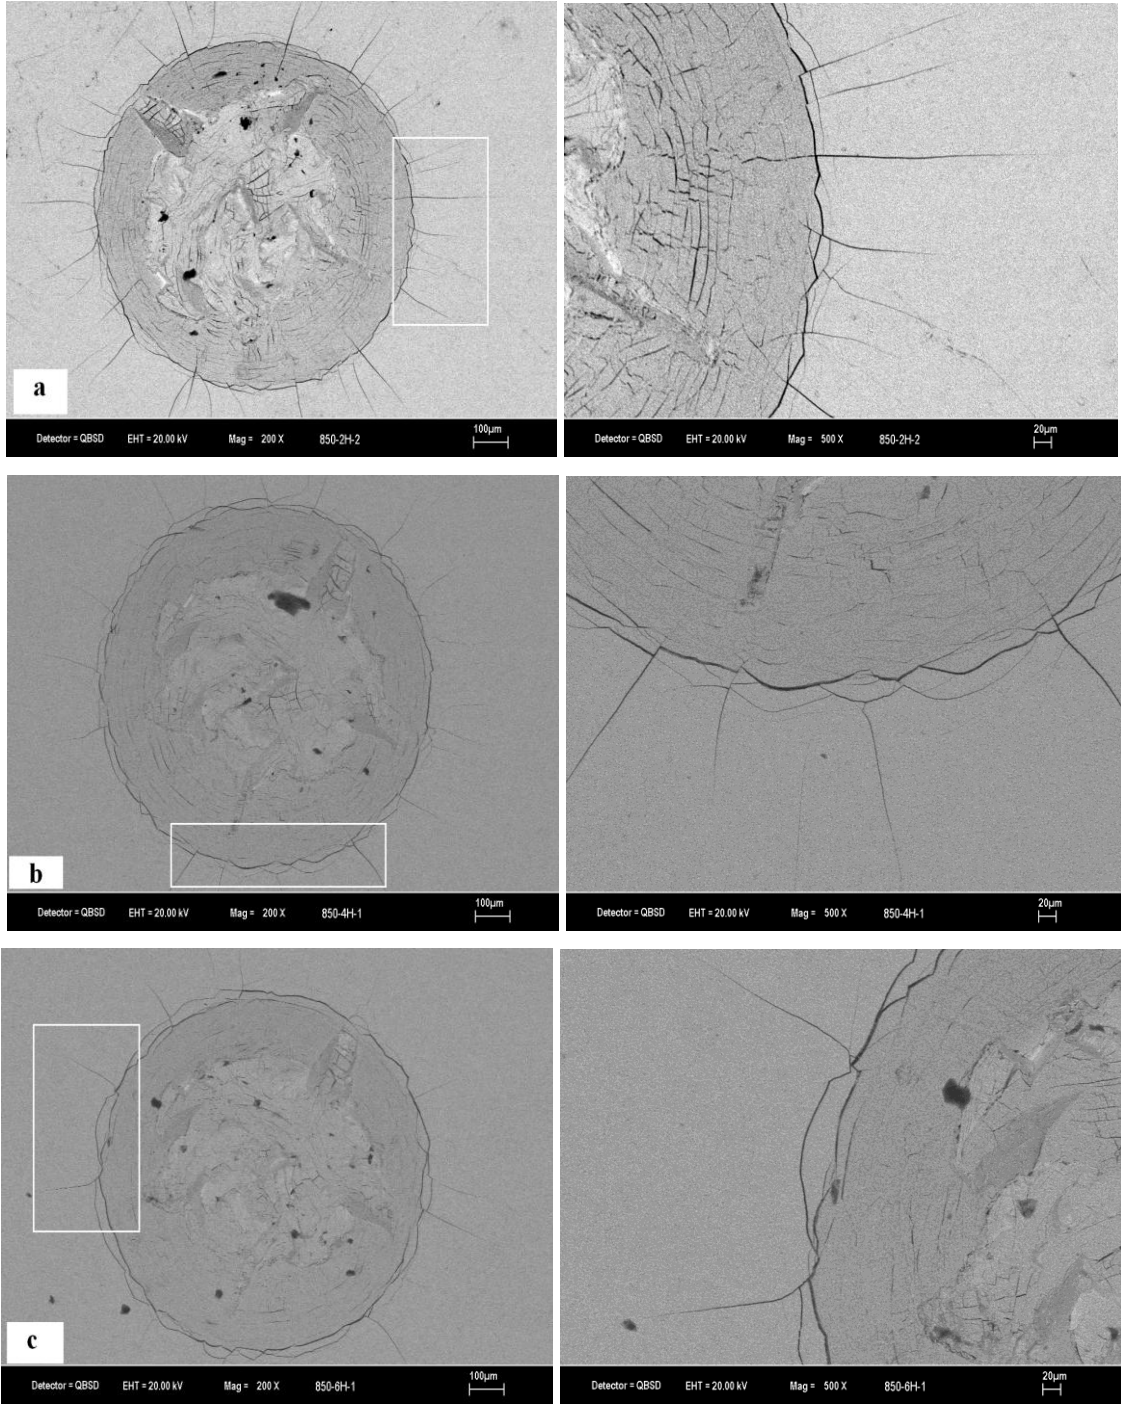 a
100µm
Detector = QBSD EHT = 20.00 kV Mag = 200 X 850-2H-2
20µm
Detector = QBSD EHT = 20.00 kV Mag = 500 X 850-2H-2
b
100µm
Detector = QBSD EHT = 20.00 kV Mag = 200 X 850-4H-1
20µm
Detector = QBSD EHT = 20.00 kV Mag = 500 X 850-4H-1
c
100µm
Detector = QBSD EHT = 20.00 kV Mag = 200 X 850-6H-1
20µm
Detector = QBSD EHT = 20.00 kV Mag = 500 X 850-6H-1